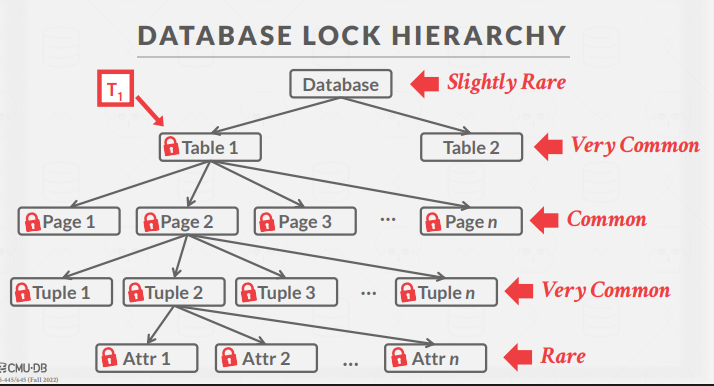 DATABASE LOCK HIERARCHY
T1
Database
Slightly Rare
Table 1
Table 2
Very Common
Page 1
Page 2
Page 3
...
Page n
Common
Tuple 1
Tuple 2
Tuple 3
...
Tuple n
Very Common
Attr 1
Attr 2
...
Attr n
Rare
CMU·DB
445/645 (Fall 2022)